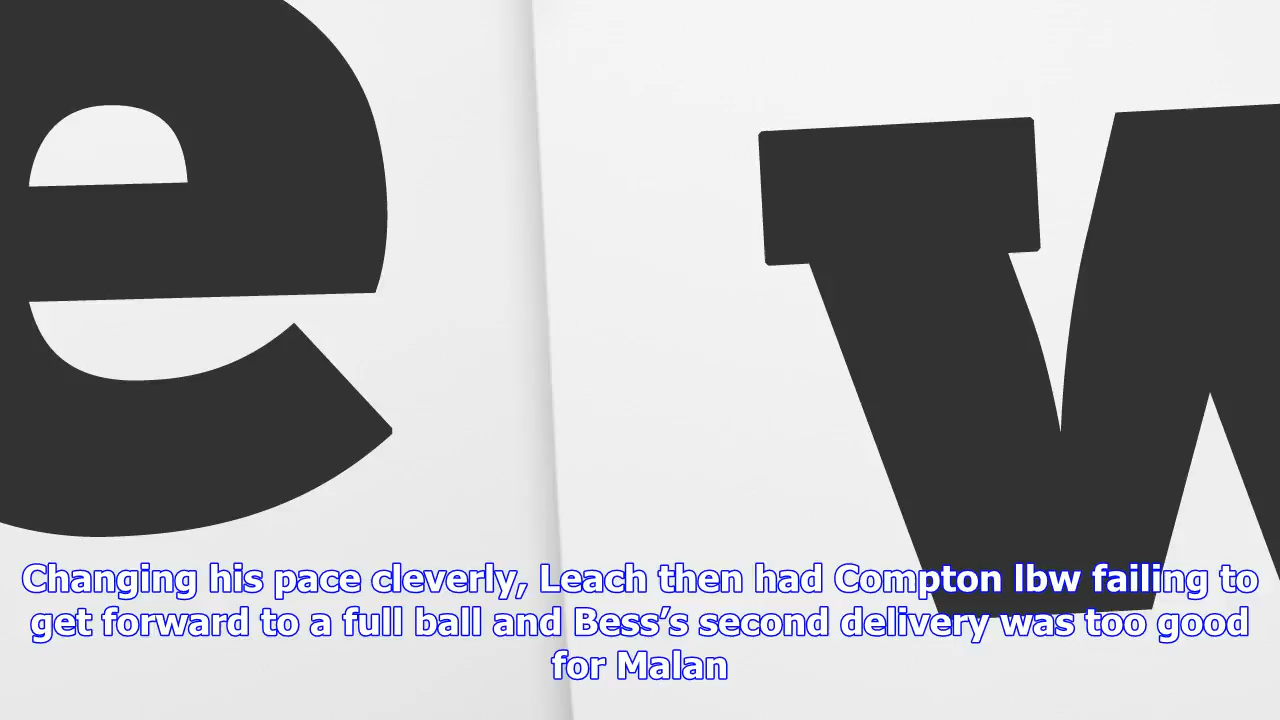 e w
Changing his pace cleverly, Leach then had Compton lbw failing to
get forward to a full ball and Bess’s second delivery was too good
for Malan